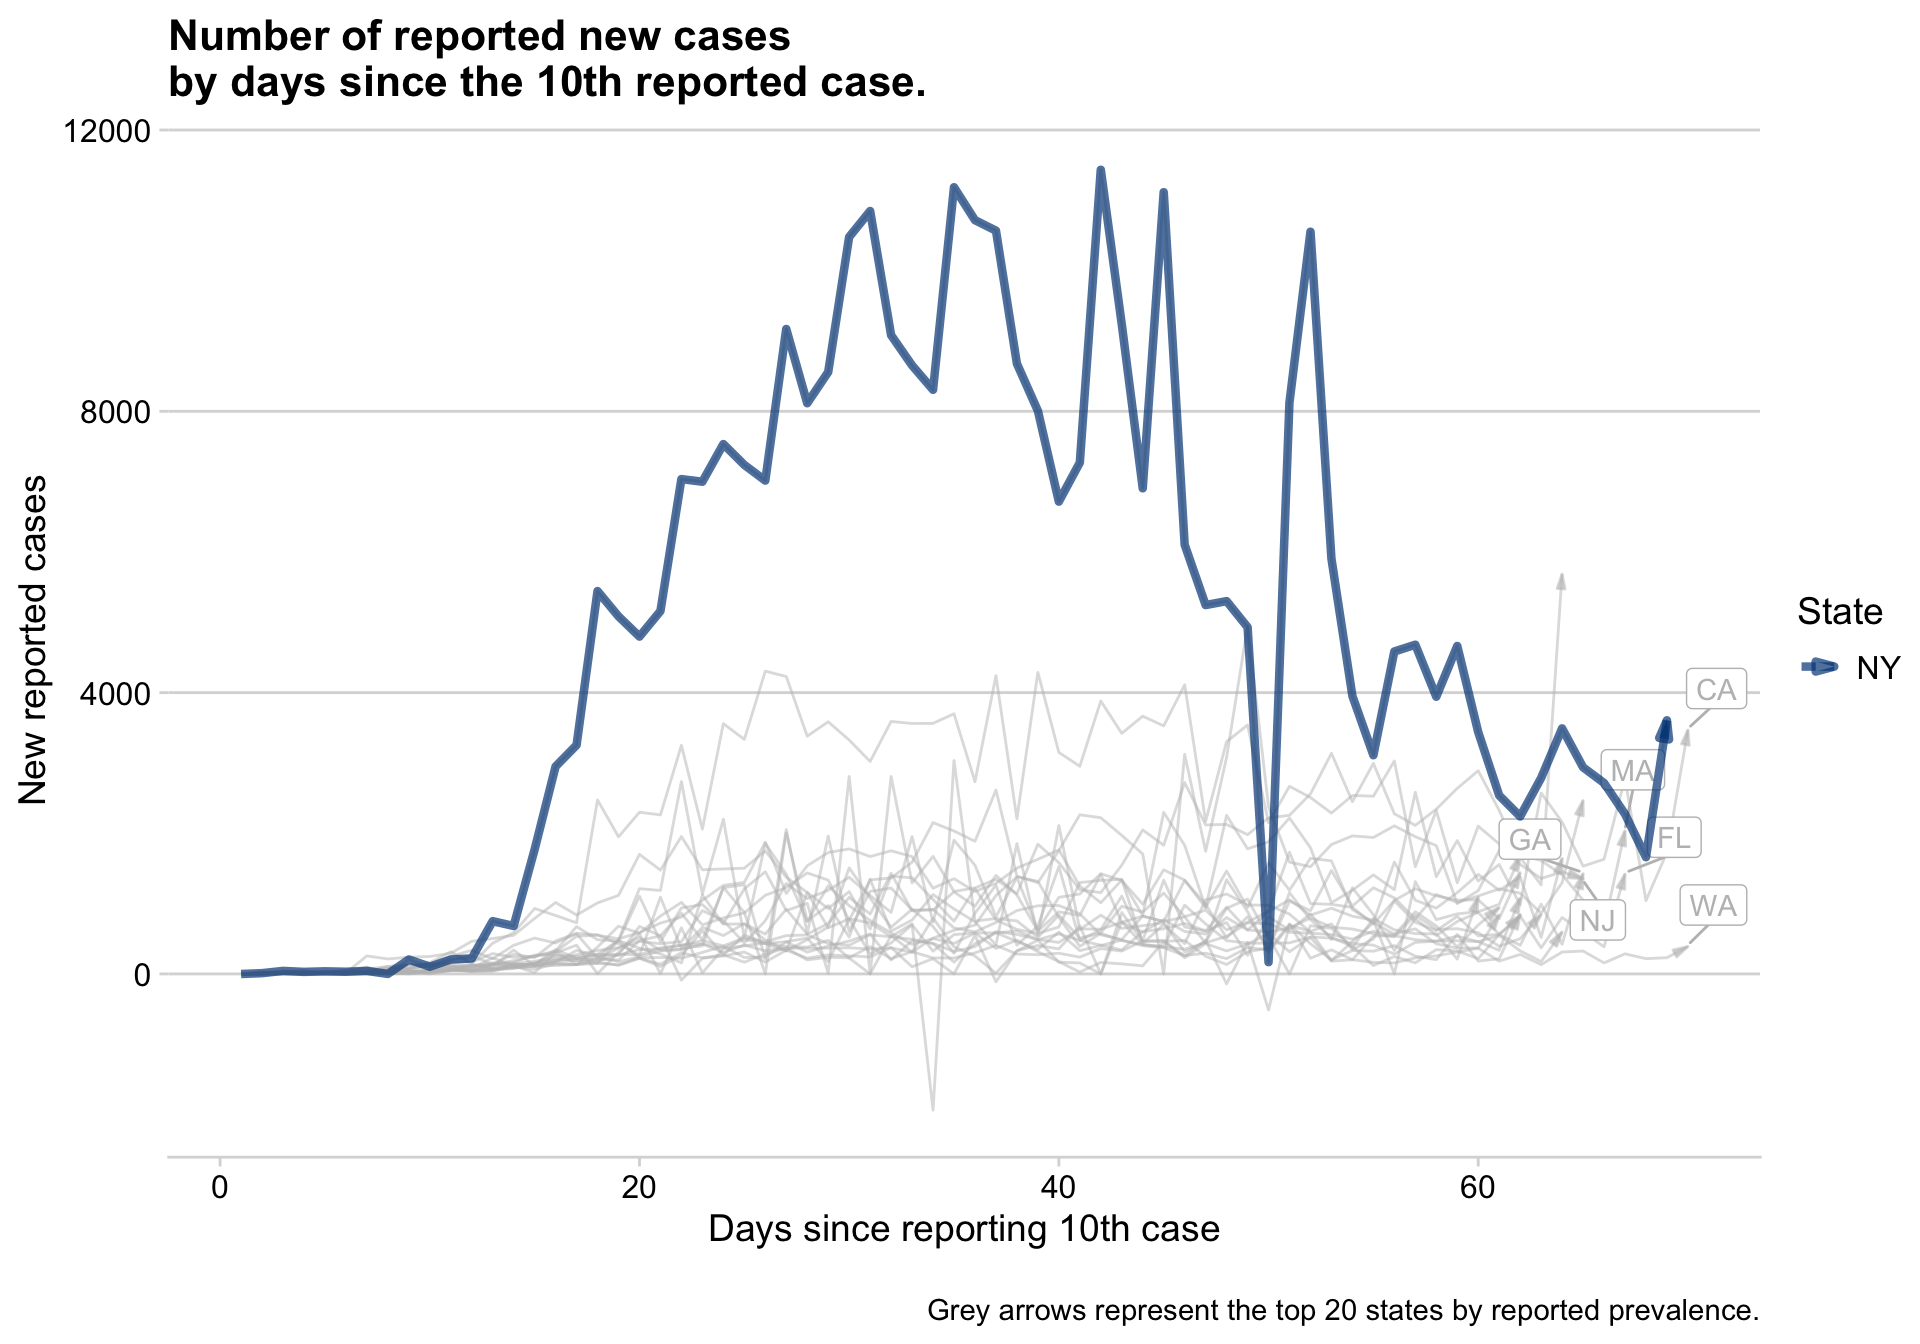 Number of reported new cases
by days since the 10th reported case.
12000
8000
4000
0
New reported cases
CA
MA
GA
FL
NJ
WA
State
NY
0 20 40 60
Days since reporting 10th case
Grey arrows represent the top 20 states by reported prevalence.